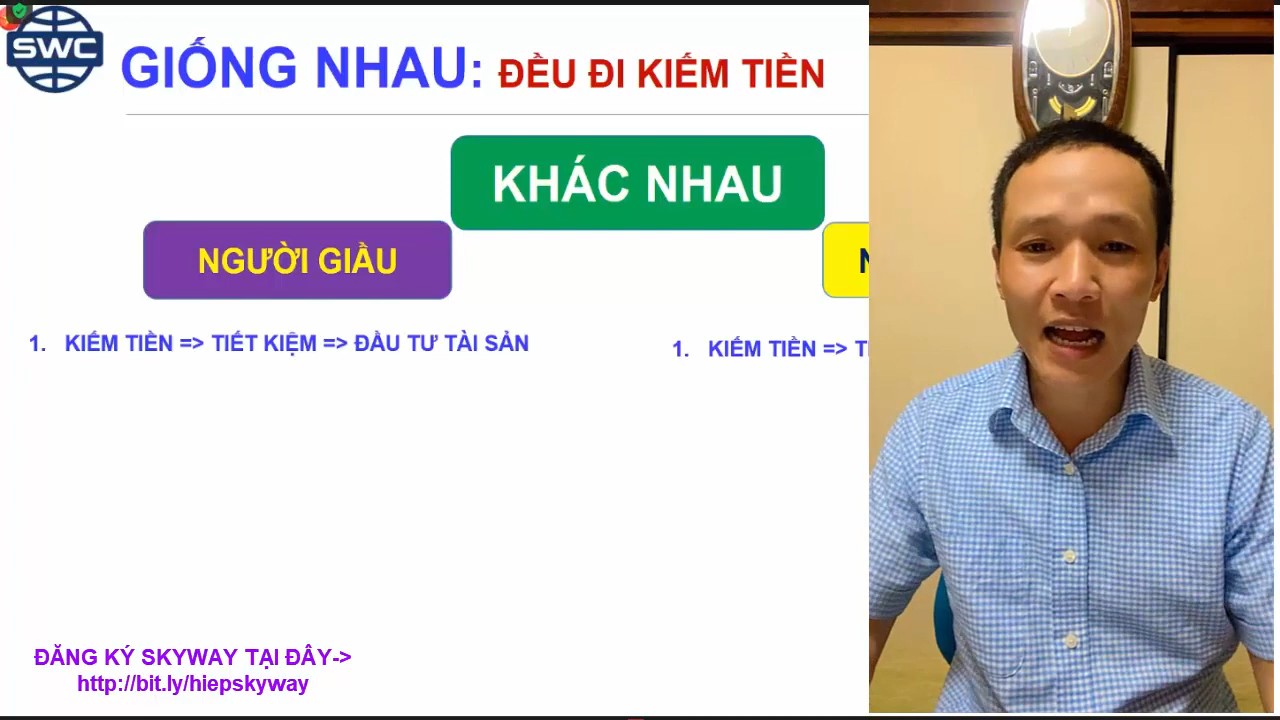 SWC
GIỐNG NHAU: ĐỀU ĐI KIẾM TIỀN
KHÁC NHAU
NGƯỜI GIẦU
N
1. KIẾM TIỀN => TIẾT KIỆM => ĐẦU TƯ TÀI SẢN
1. KIẾM TIỀN =>
ĐĂNG KÝ SKYWAY TẠI ĐÂY->
http://bit.ly/hiepskyway